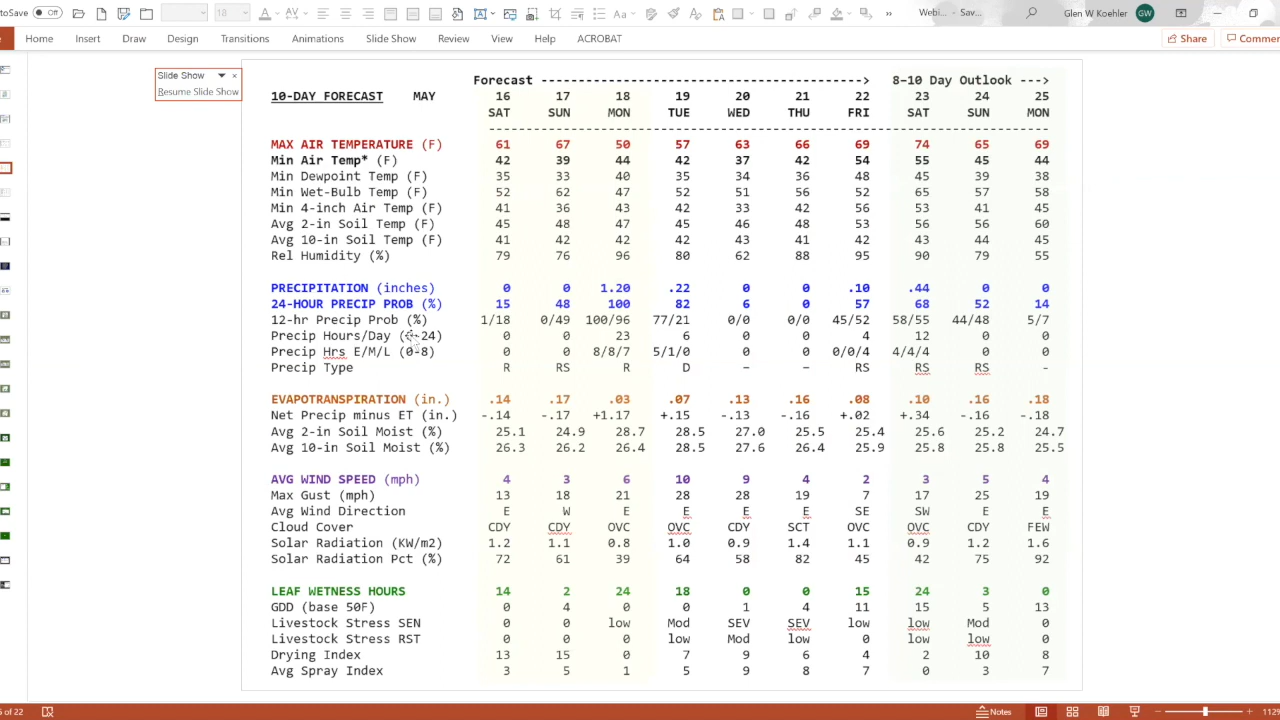 oSave Off 18 Webi... - Sav... Glen W Koehler GW
Home Insert Draw Design Transitions Animations Slide Show Review View Help ACROBAT Share Commer
Slide Show
Resume Slide Show
Forecast ----------------------------------------> 8–10 Day Outlook --->
10-DAY FORECAST MAY 16 17 18 19 20 21 22 23 24 25
SAT SUN MON TUE WED THU FRI SAT SUN MON
MAX AIR TEMPERATURE (F) 61 67 50 57 63 66 69 74 65 69
Min Air Temp* (F) 42 39 44 42 37 42 54 55 45 44
Min Dewpoint Temp (F) 35 33 40 35 34 36 48 45 39 38
Min Wet-Bulb Temp (F) 52 62 47 52 51 56 52 65 57 58
Min 4-inch Air Temp (F) 41 36 43 42 33 42 56 53 41 45
Avg 2-in Soil Temp (F) 45 48 47 45 46 48 53 56 56 60
Avg 10-in Soil Temp (F) 41 42 42 42 43 41 42 43 44 45
Rel Humidity (%) 79 76 96 80 62 88 95 90 79 55
PRECIPITATION (inches) 0 0 1.20 .22 0 0 .10 .44 0 0
24-HOUR PRECIP PROB (%) 15 48 100 82 6 0 57 68 52 14
12-hr Precip Prob (%) 1/18 0/49 100/96 77/21 0/0 0/0 45/52 58/55 44/48 5/7
Precip Hours/Day (0-24) 0 0 23 6 0 0 4 12 0 0
Precip Hrs E/M/L (0-8) 0 0 8/8/7 5/1/0 0 0 0/0/4 4/4/4 0 0
Precip Type R RS R D – – RS RS RS -
EVAPOTRANSPIRATION (in.) .14 .17 .03 .07 .13 .16 .08 .10 .16 .18
Net Precip minus ET (in.) -.14 -.17 +1.17 +.15 -.13 -.16 +.02 +.34 -.16 -.18
Avg 2-in Soil Moist (%) 25.1 24.9 28.7 28.5 27.0 25.5 25.4 25.6 25.2 24.7
Avg 10-in Soil Moist (%) 26.3 26.2 26.4 28.5 27.6 26.4 25.9 25.8 25.8 25.5
AVG WIND SPEED (mph) 4 3 6 10 9 4 2 3 5 4
Max Gust (mph) 13 18 21 28 28 19 7 17 25 19
Avg Wind Direction E W E E E E SE SW E E
Cloud Cover CDY CDY OVC OVC CDY SCT OVC OVC CDY FEW
Solar Radiation (KW/m2) 1.2 1.1 0.8 1.0 0.9 1.4 1.1 0.9 1.2 1.6
Solar Radiation Pct (%) 72 61 39 64 58 82 45 42 75 92
LEAF WETNESS HOURS 14 2 24 18 0 0 15 24 3 0
GDD (base 50F) 0 4 0 0 1 4 11 15 5 13
Livestock Stress SEN 0 0 low Mod SEV SEV low low Mod 0
Livestock Stress RST 0 0 0 low Mod low 0 low low 0
Drying Index 13 15 0 7 9 6 4 2 10 8
Avg Spray Index 3 5 1 5 9 8 7 0 3 7
of 22 Notes 112%